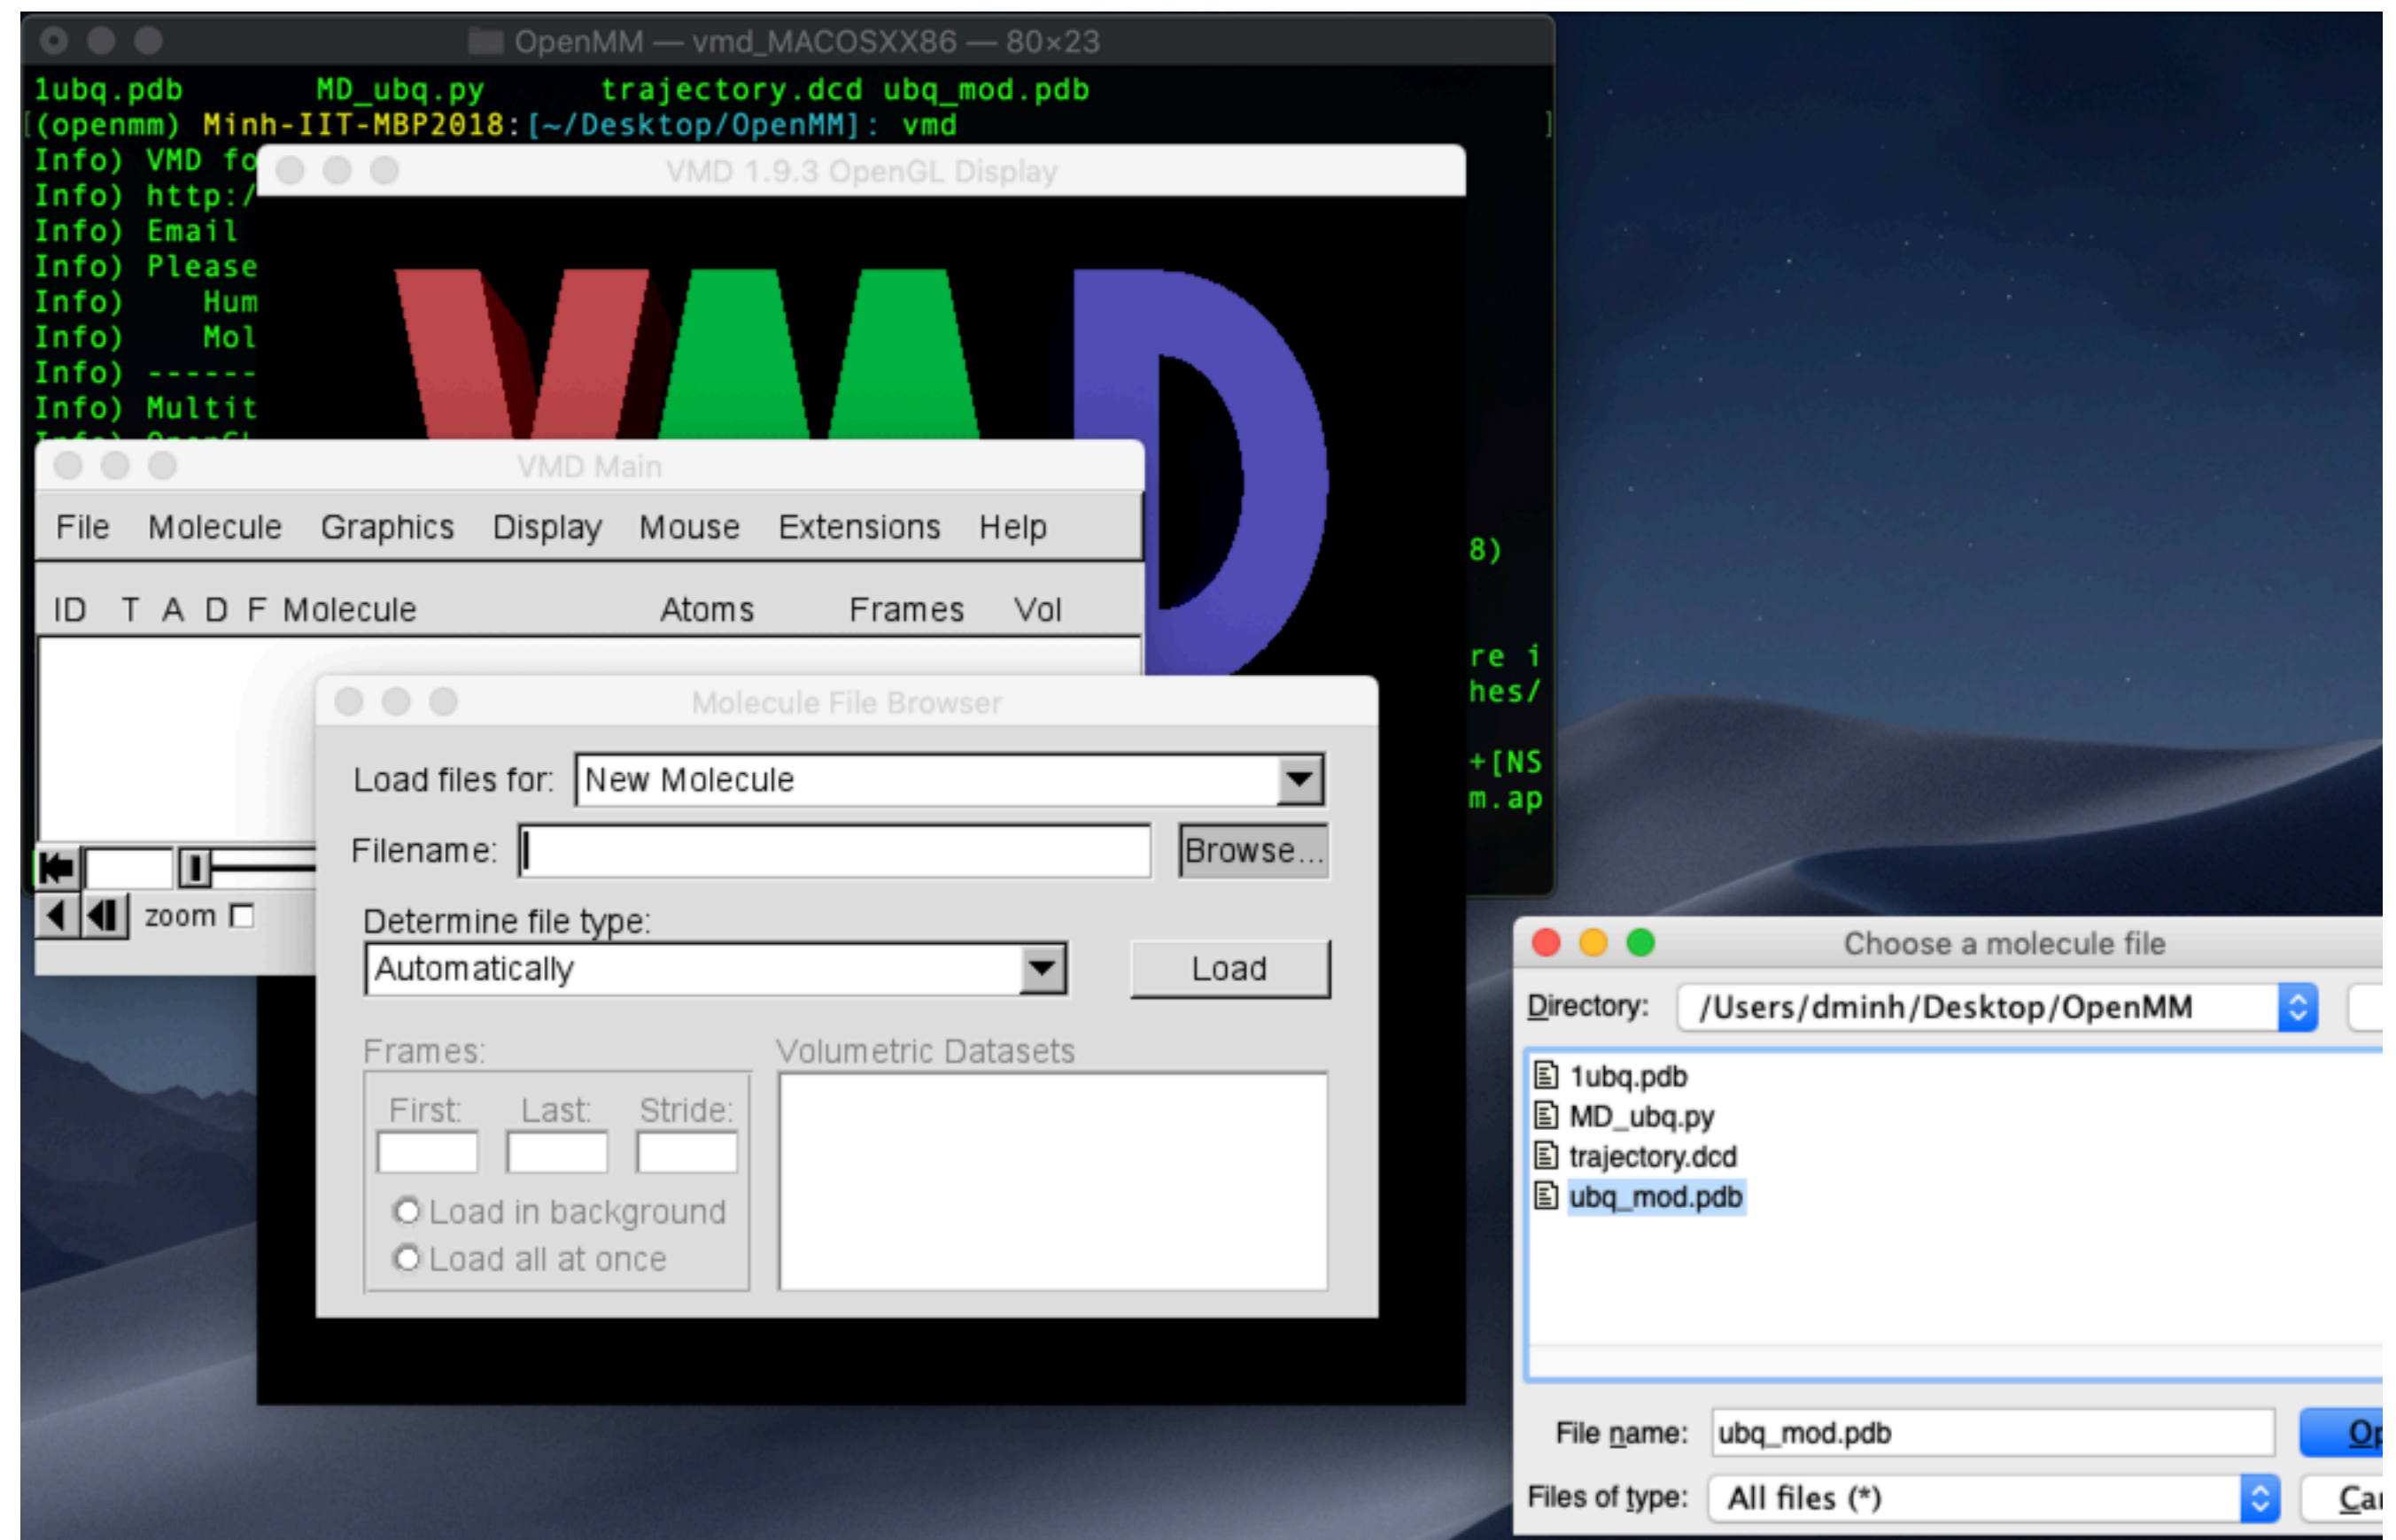 OpenMM — vmd_MACOSXX86 — 80×23
1ubq.pdb MD_ubq.py trajectory.dcd ubq_mod.pdb
[(openmm) Minh-IIT-MBP2018:[~/Desktop/OpenMM]: vmd ]
Info) VMD fo
Info) http:/
Info) Email
Info) Please
Info) Hum
Info) Mol
Info) ------
Info) Multit
8)
re i
hes/
+[NS
m.ap
VMD 1.9.3 OpenGL Display
VMD
VMD Main
File Molecule Graphics Display Mouse Extensions Help
ID T A D F Molecule Atoms Frames Vol
zoom
Molecule File Browser
Load files for: New Molecule
Filename: Browse...
Determine file type:
Automatically Load
Frames: Volumetric Datasets
First: Last: Stride:
Load in background
Load all at once
Choose a molecule file
Directory: /Users/dminh/Desktop/OpenMM
1ubq.pdb
MD_ubq.py
trajectory.dcd
ubq_mod.pdb
File name: ubq_mod.pdb Op
Files of type: All files (*) Ca